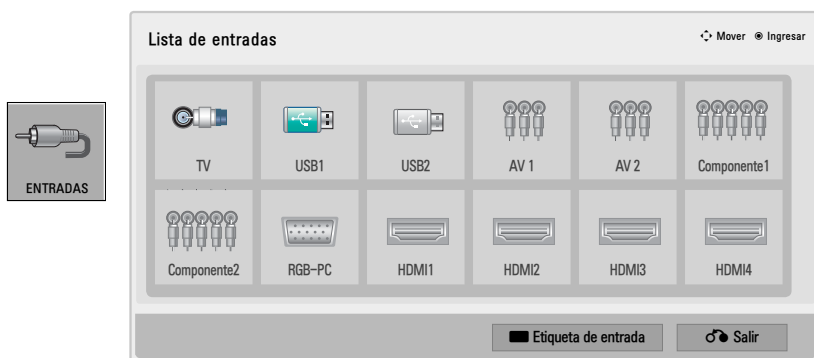 Lista de entradas
Mover Ingresar
ENTRADAS
TV USB1 USB2 AV 1 AV 2 Componente1
Componente2 RGB-PC HDMI1 HDMI2 HDMI3 HDMI4
Etiqueta de entrada Salir